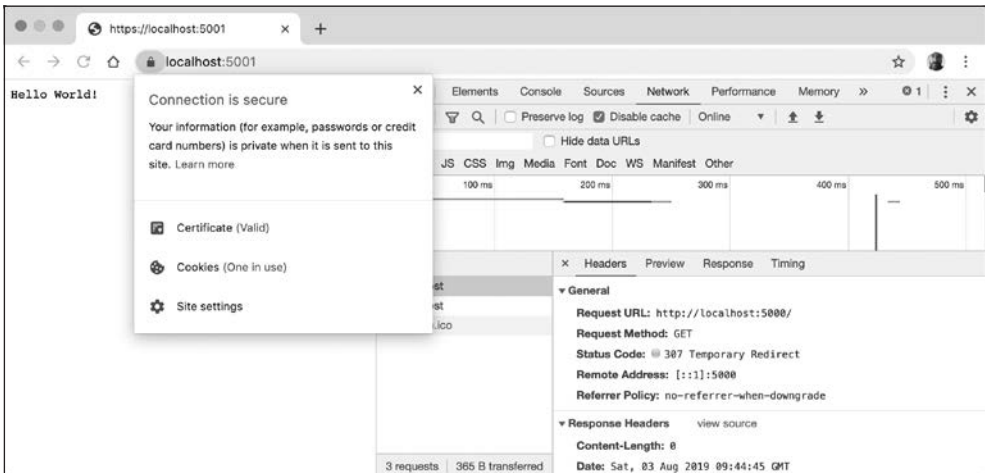 https://localhost:5001
localhost:5001
Hello World!
Connection is secure
Your information (for example, passwords or credit
card numbers) is private when it is sent to this
site. Learn more
Certificate (Valid)
Cookies (One in use)
Site settings
Elements Console Sources Network Performance Memory » 1
Preserve log Disable cache Online
Hide data URLs
JS CSS Img Media Font Doc WS Manifest Other
100 ms 200 ms 300 ms 400 ms 500 ms
Headers Preview Response Timing
st
st
.ico
General
Request URL: http://localhost:5000/
Request Method: GET
Status Code: 307 Temporary Redirect
Remote Address: [::1]:5000
Referrer Policy: no-referrer-when-downgrade
Response Headers view source
Content-Length: 0
Date: Sat, 03 Aug 2019 09:44:45 GMT
3 requests 365 B transferred